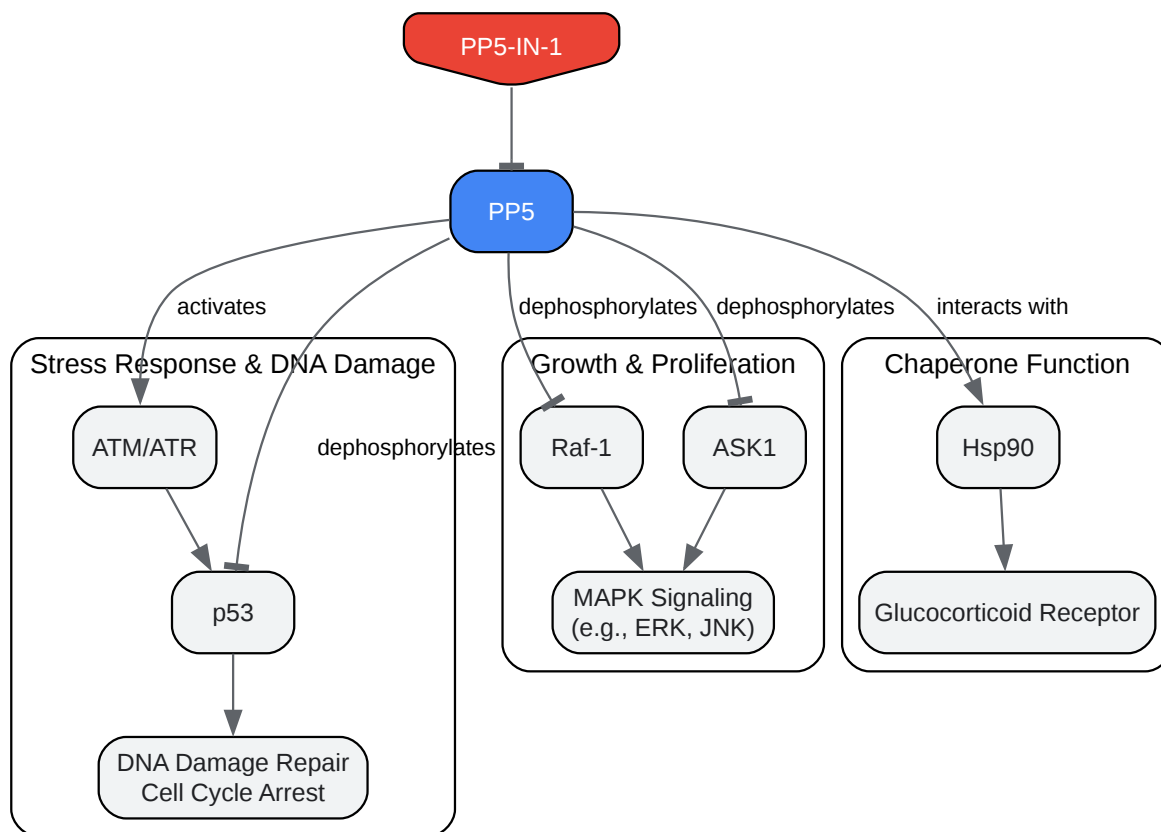 PP5-IN-1
PP5
activates
dephosphorylates
dephosphorylates
interacts with
Stress Response & DNA Damage
Growth & Proliferation
Chaperone Function
ATM/ATR
dephosphorylates
Raf-1
ASK1
Hsp90
p53
MAPK Signaling
(e.g., ERK, JNK)
Glucocorticoid Receptor
DNA Damage Repair
Cell Cycle Arrest